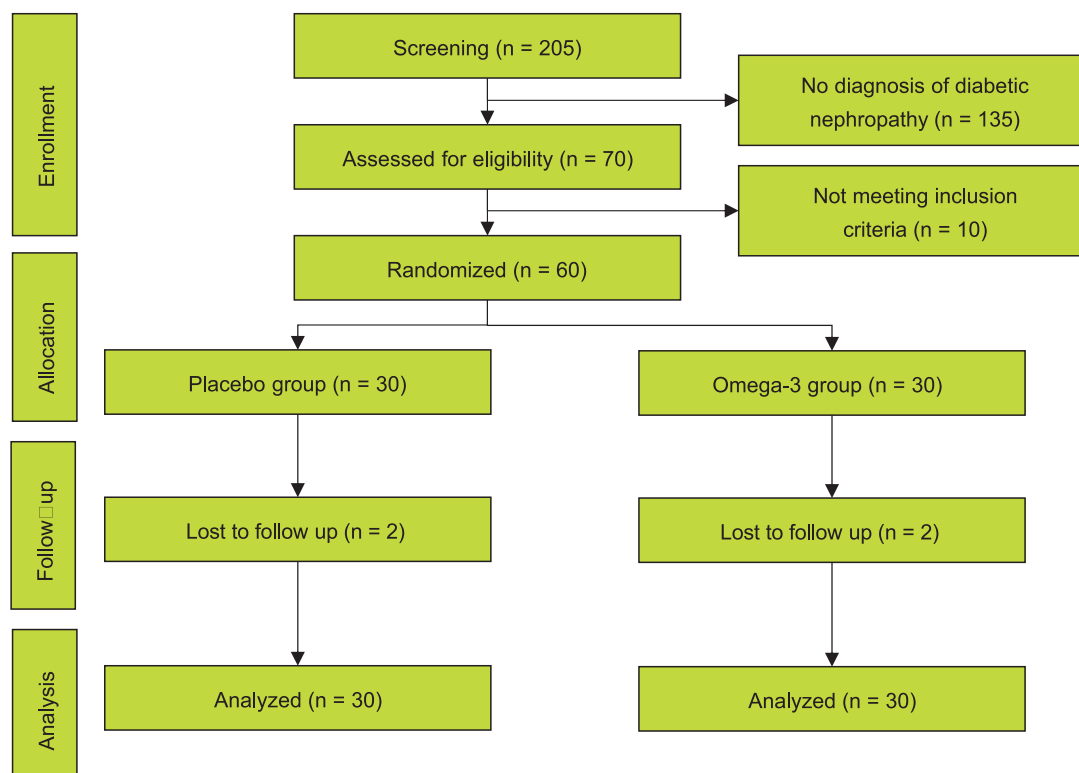 Enrollment
Screening (n = 205)
No diagnosis of diabetic
nephropathy (n = 135)
Assessed for eligibility (n = 70)
Not meeting inclusion
criteria (n = 10)
Allocation
Randomized (n = 60)
Placebo group (n = 30)
Omega-3 group (n = 30)
Follow□up
Lost to follow up (n = 2)
Lost to follow up (n = 2)
Analysis
Analyzed (n = 30)
Analyzed (n = 30)